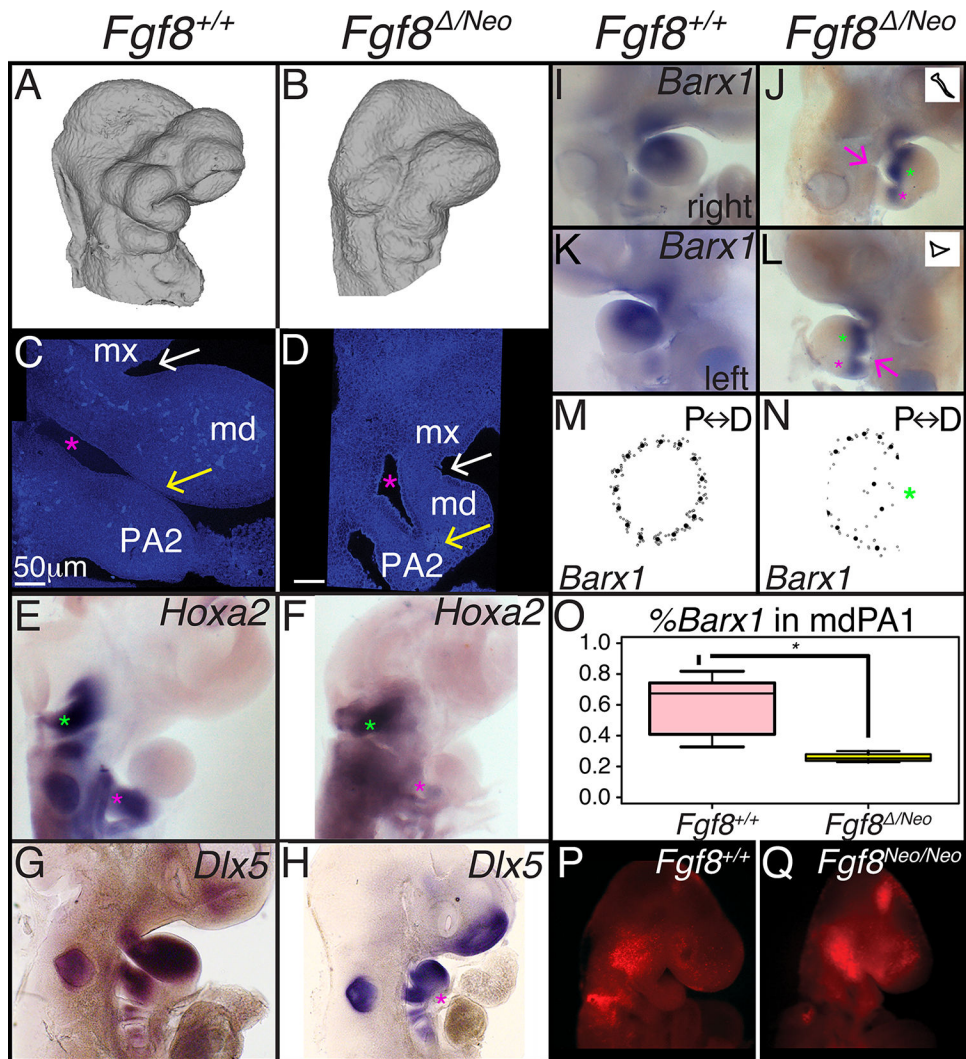 Fgf8+/+
Fgf8Δ/Neo
Fgf8+/+
Fgf8Δ/Neo
A
B
I
Barx1
right
J
K
Barx1
left
L
C
mx
*
md
PA2
50μm
D
mx
*
md
PA2
M
P↔D
Barx1
N
P↔D
*
Barx1
E
Hoxa2
*
*
F
Hoxa2
*
*
O
%Barx1 in mdPA1
*
1.0
0.8
0.6
0.4
0.2
0.0
Fgf8+/+
Fgf8Δ/Neo
G
Dlx5
H
Dlx5
*
P
Fgf8+/+
Q
Fgf8Neo/Neo